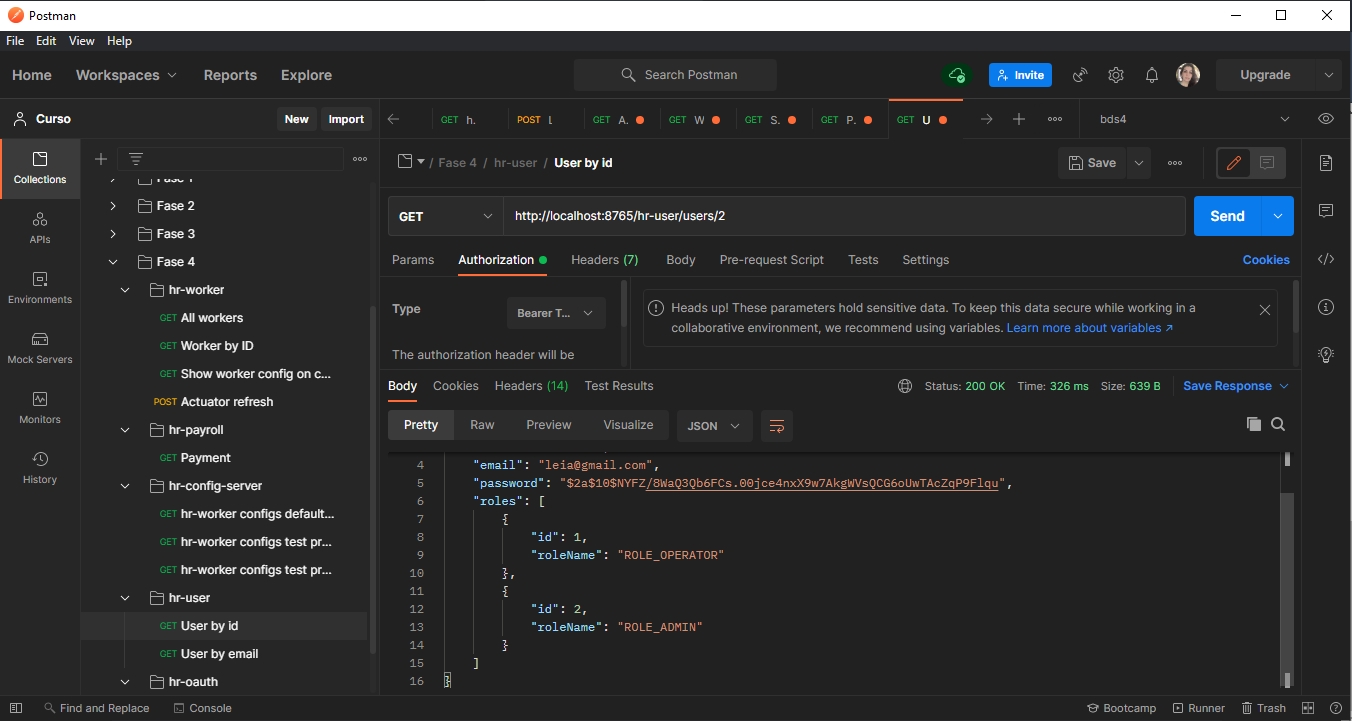 Postman
File Edit View Help
Home Workspaces Reports Explore Search Postman Invite Upgrade
Curso New Import GET h. POST GET A. GET W GET S. GET P. GET U bds4
Collections
APIs
Environments
Mock Servers
Monitors
History
Fase 2
Fase 3
Fase 4
hr-worker
GET All workers
GET Worker by ID
GET Show worker config on c...
POST Actuator refresh
hr-payroll
GET Payment
hr-config-server
GET hr-worker configs default...
GET hr-worker configs test pr...
GET hr-worker configs test pr...
hr-user
GET User by id
GET User by email
hr-oauth
/ Fase 4 / hr-user / User by id Save
GET http://localhost:8765/hr-user/users/2 Send
Params Authorization Headers (7) Body Pre-request Script Tests Settings Cookies
Type Bearer T...
The authorization header will be
Heads up! These parameters hold sensitive data. To keep this data secure while working in a
collaborative environment, we recommend using variables. Learn more about variables ↗
Body Cookies Headers (14) Test Results Status: 200 OK Time: 326 ms Size: 639 B Save Response
Pretty Raw Preview Visualize JSON
4 "email": "leia@gmail.com",
5 "password": "$2a$10$NYFZ/8WaQ3Qb6FCs.00jce4nxX9w7AkgWVsQCG6oUwTAcZqP9Flqu",
6 "roles": [
7 {
8 "id": 1,
9 "roleName": "ROLE_OPERATOR"
10 },
11 {
12 "id": 2,
13 "roleName": "ROLE_ADMIN"
14 }
15 ]
16 }
Find and Replace Console Bootcamp Runner Trash